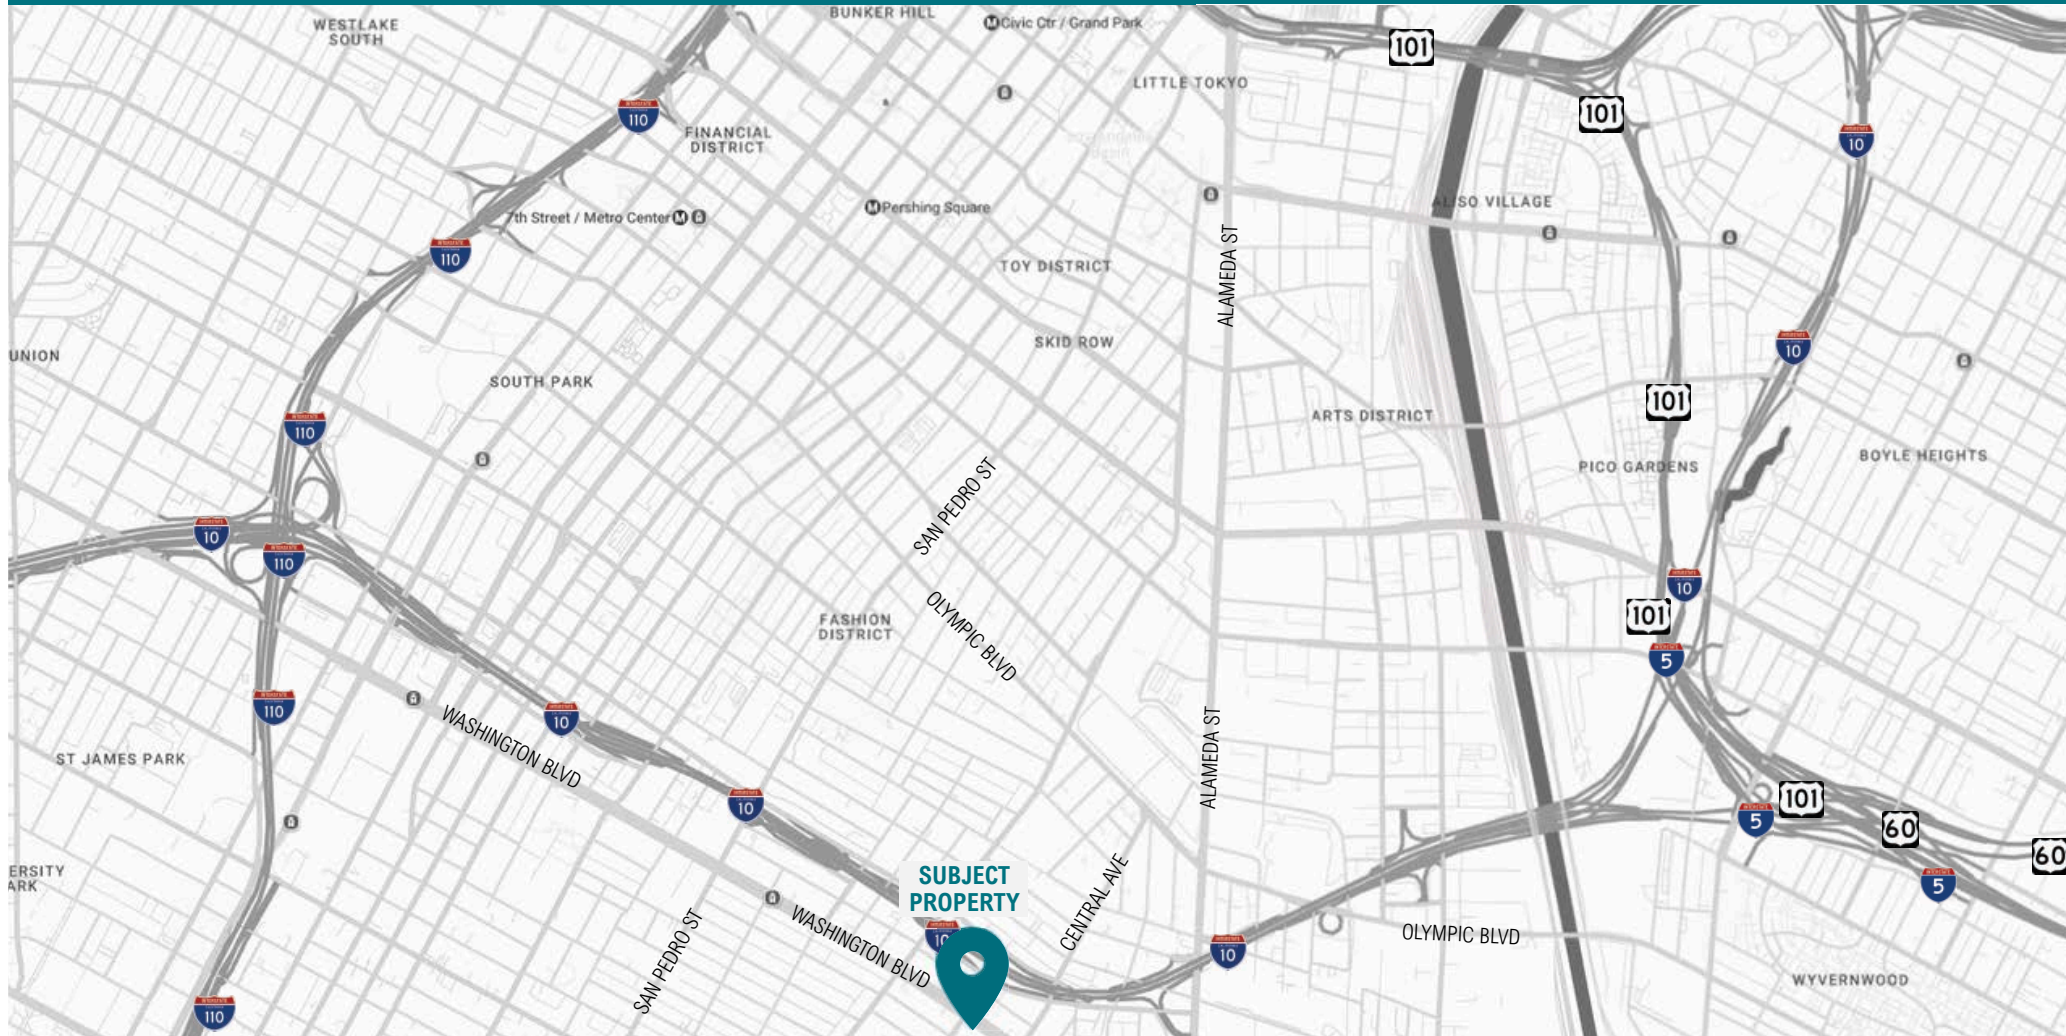 BUNKER HILL
WESTLAKE
SOUTH
Civic Ctr / Grand Park
101
LITTLE TOKYO
110
101
FINANCIAL
DISTRICT
10
7th Street / Metro Center
Pershing Square
ALISO VILLAGE
110
TOY DISTRICT
ALAMEDA ST
UNION
SKID ROW
10
SOUTH PARK
101
110
ARTS DISTRICT
BOYLE HEIGHTS
PICO GARDENS
SAN PEDRO ST
10
110
10
101
FASHION
DISTRICT
OLYMPIC BLVD
5
110
10
WASHINGTON BLVD
ST JAMES PARK
ALAMEDA ST
10
101
5
60
60
ERSITY
ARK
SUBJECT
PROPERTY
5
CENTRAL AVE
SAN PEDRO ST
WASHINGTON BLVD
10
10
OLYMPIC BLVD
WYVERNWOOD
110